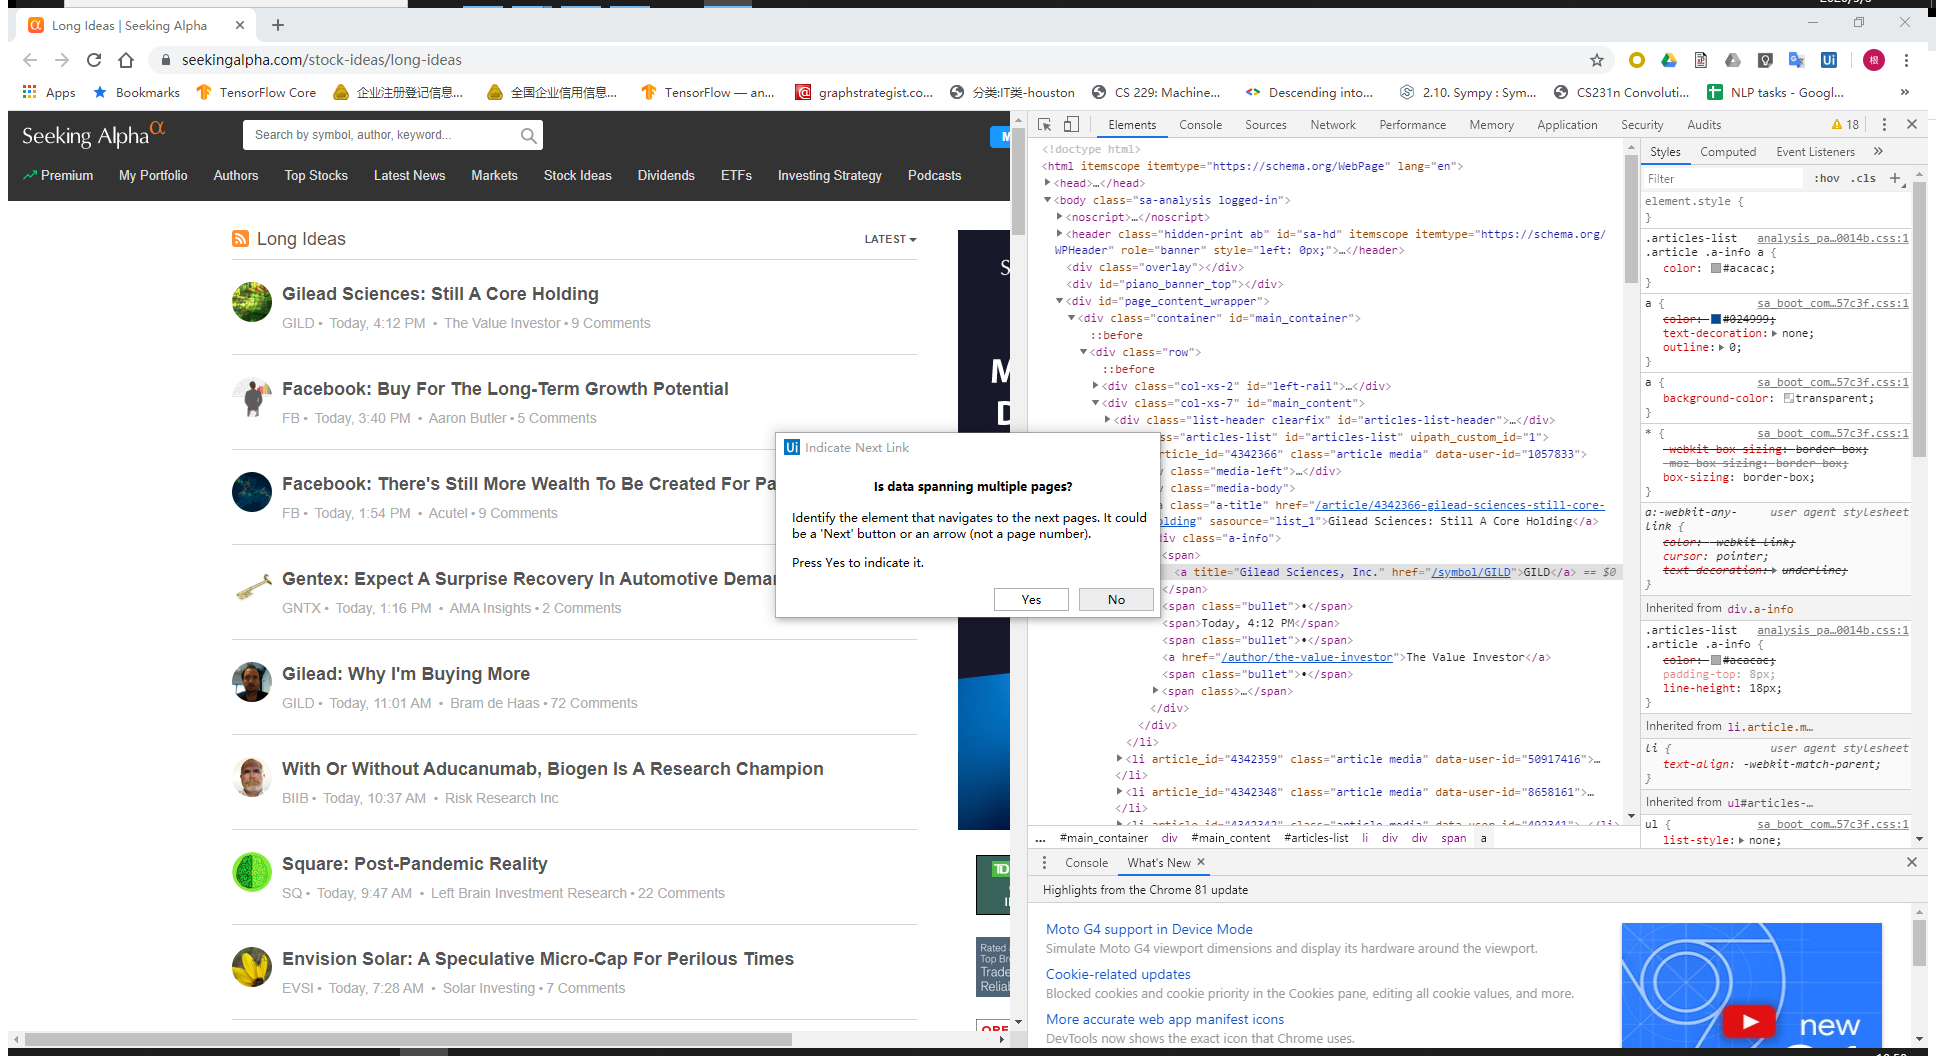 Long Ideas | Seeking Alpha
seekingalpha.com/stock-ideas/long-ideas
Apps Bookmarks TensorFlow Core 企业注册登记信息... 全国企业信用信息... TensorFlow — an... graphstrategist.co... 分类:IT类-houston CS 229: Machine... Descending into... 2.10. Sympy : Sym... CS231n Convoluti... NLP tasks - Googl... »
Seeking Alpha α
Search by symbol, author, keyword...
Premium My Portfolio Authors Top Stocks Latest News Markets Stock Ideas Dividends ETFs Investing Strategy Podcasts
Long Ideas LATEST
Gilead Sciences: Still A Core Holding
GILD • Today, 4:12 PM • The Value Investor • 9 Comments
Facebook: Buy For The Long-Term Growth Potential
FB • Today, 3:40 PM • Aaron Butler • 5 Comments
Facebook: There's Still More Wealth To Be Created For Pa
FB • Today, 1:54 PM • Acutel • 9 Comments
Gentex: Expect A Surprise Recovery In Automotive Dema
GNTX • Today, 1:16 PM • AMA Insights • 2 Comments
Gilead: Why I'm Buying More
GILD • Today, 11:01 AM • Bram de Haas • 72 Comments
With Or Without Aducanumab, Biogen Is A Research Champion
BIIB • Today, 10:37 AM • Risk Research Inc
Square: Post-Pandemic Reality
SQ • Today, 9:47 AM • Left Brain Investment Research • 22 Comments
Envision Solar: A Speculative Micro-Cap For Perilous Times
EVSI • Today, 7:28 AM • Solar Investing • 7 Comments
TD
Rated
Top Br
Trade
Reliab
Ui Indicate Next Link
Is data spanning multiple pages?
Identify the element that navigates to the next pages. It could
be a 'Next' button or an arrow (not a page number).
Press Yes to indicate it.
Yes No
Elements Console Sources Network Performance Memory Application Security Audits 18
<!doctype html>
<html itemscope itemtype="https://schema.org/WebPage" lang="en">
<head>…</head>
<body class="sa-analysis logged-in">
<noscript>…</noscript>
<header class="hidden-print ab" id="sa-hd" itemscope itemtype="https://schema.org/
WPHeader" role="banner" style="left: 0px;">…</header>
<div class="overlay"></div>
<div id="piano_banner_top"></div>
<div id="page_content_wrapper">
<div class="container" id="main_container">
::before
<div class="row">
::before
<div class="col-xs-2" id="left-rail">…</div>
<div class="col-xs-7" id="main_content">
<div class="list-header clearfix" id="articles-list-header">…</div>
class="articles-list" id="articles-list" uipath_custom_id="1">
rticle_id="4342366" class="article media" data-user-id="1057833">
class="media-left">…</div>
class="media-body">
class="a-title" href="/article/4342366-gilead-sciences-still-core-
olding" sasource="list_1">Gilead Sciences: Still A Core Holding</a>
iv class="a-info">
<span>
<a title="Gilead Sciences, Inc." href="/symbol/GILD">GILD</a> == $0
</span>
<span class="bullet">•</span>
<span>Today, 4:12 PM</span>
<span class="bullet">•</span>
<a href="/author/the-value-investor">The Value Investor</a>
<span class="bullet">•</span>
<span class>…</span>
</div>
</div>
</li>
<li article_id="4342359" class="article media" data-user-id="50917416">…
</li>
<li article_id="4342348" class="article media" data-user-id="8658161">…
</li>
<li article_id="4342342" class="article media" data-user-id="402341">…</li>
... #main_container div #main_content #articles-list li div div span a
Styles Computed Event Listeners »
Filter :hov .cls +
element.style {
}
.articles-list analysis_pa…0014b.css:1
.article .a-info a {
color: #acacac;
}
a { sa_boot_com…57c3f.css:1
color: #024999;
text-decoration: none;
outline: 0;
}
a { sa_boot_com…57c3f.css:1
background-color: transparent;
}
* { sa_boot_com…57c3f.css:1
-webkit-box-sizing: border-box;
-moz-box-sizing: border-box;
box-sizing: border-box;
}
a:-webkit-any- user agent stylesheet
link {
color: -webkit-link;
cursor: pointer;
text-decoration: underline;
}
Inherited from div.a-info
.articles-list analysis_pa…0014b.css:1
.article .a-info {
color: #acacac;
padding-top: 8px;
line-height: 18px;
}
Inherited from li.article.m…
li { user agent stylesheet
text-align: -webkit-match-parent;
}
Inherited from ul#articles-…
ul { sa_boot_com…57c3f.css:1
list-style: none;
Console What's New
Highlights from the Chrome 81 update
Moto G4 support in Device Mode
Simulate Moto G4 viewport dimensions and display its hardware around the viewport.
Cookie-related updates
Blocked cookies and cookie priority in the Cookies pane, editing all cookie values, and more.
More accurate web app manifest icons
DevTools now shows the exact icon that Chrome uses.
new